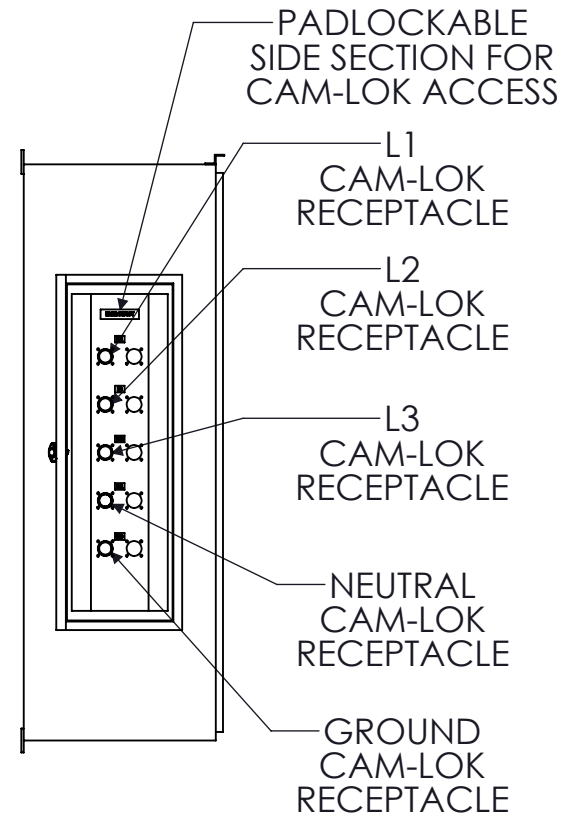 PADLOCKABLE
SIDE SECTION FOR
CAM-LOK ACCESS
L1
CAM-LOK
RECEPTACLE
L2
CAM-LOK
RECEPTACLE
L3
CAM-LOK
RECEPTACLE
NEUTRAL
CAM-LOK
RECEPTACLE
GROUND
CAM-LOK
RECEPTACLE